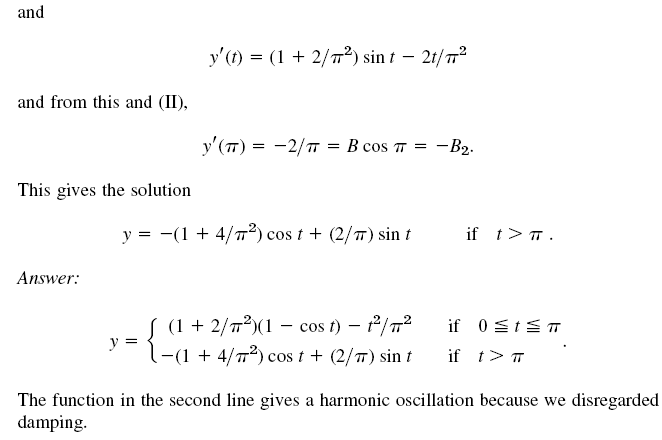 and
y′(t) = (1 + 2/π²) sin t − 2t/π²
and from this and (II),
y′(π) = −2/π = B cos π = −B₂.
This gives the solution
y = −(1 + 4/π²) cos t + (2/π) sin t if t > π .
Answer:
y = { (1 + 2/π²)(1 − cos t) − t²/π² if 0 ≦ t ≦ π
−(1 + 4/π²) cos t + (2/π) sin t if t > π .
The function in the second line gives a harmonic oscillation because we disregarded
damping.